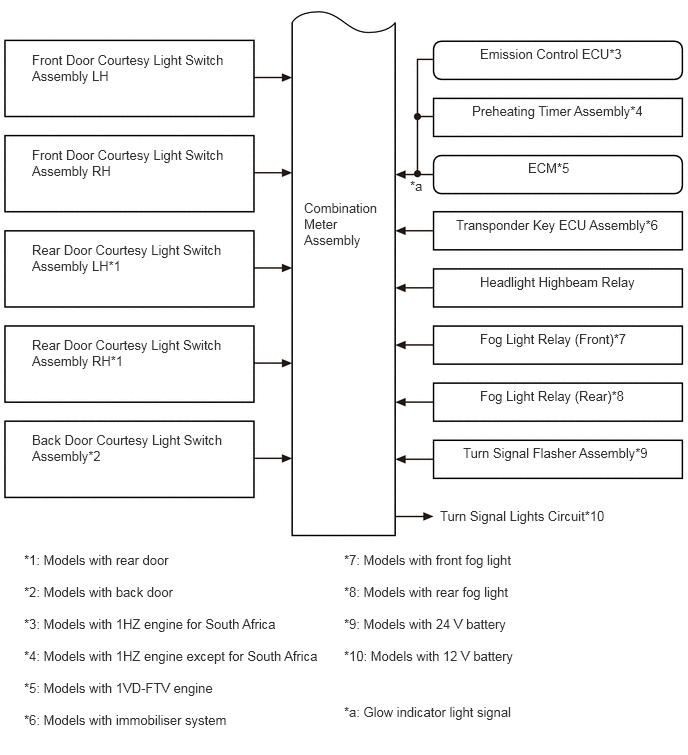 Front Door Courtesy Light Switch
Assembly LH
Front Door Courtesy Light Switch
Assembly RH
Rear Door Courtesy Light Switch
Assembly LH*1
Rear Door Courtesy Light Switch
Assembly RH*1
Back Door Courtesy Light Switch
Assembly*2
Combination
Meter
Assembly
Emission Control ECU*3
Preheating Timer Assembly*4
ECM*5
*a
Transponder Key ECU Assembly*6
Headlight Highbeam Relay
Fog Light Relay (Front)*7
Fog Light Relay (Rear)*8
Turn Signal Flasher Assembly*9
Turn Signal Lights Circuit*10
*1: Models with rear door
*2: Models with back door
*3: Models with 1HZ engine for South Africa
*4: Models with 1HZ engine except for South Africa
*5: Models with 1VD-FTV engine
*6: Models with immobiliser system
*7: Models with front fog light
*8: Models with rear fog light
*9: Models with 24 V battery
*10: Models with 12 V battery
*a: Glow indicator light signal